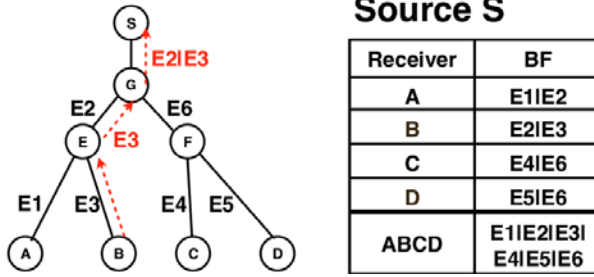 Source S
S
E2|E3
G
E2
E6
E
E3
F
E1
E3
E4
E5
A
B
C
D
Receiver BF
A E1|E2
B E2|E3
C E4|E6
D E5|E6
ABCD E1|E2|E3|
E4|E5|E6